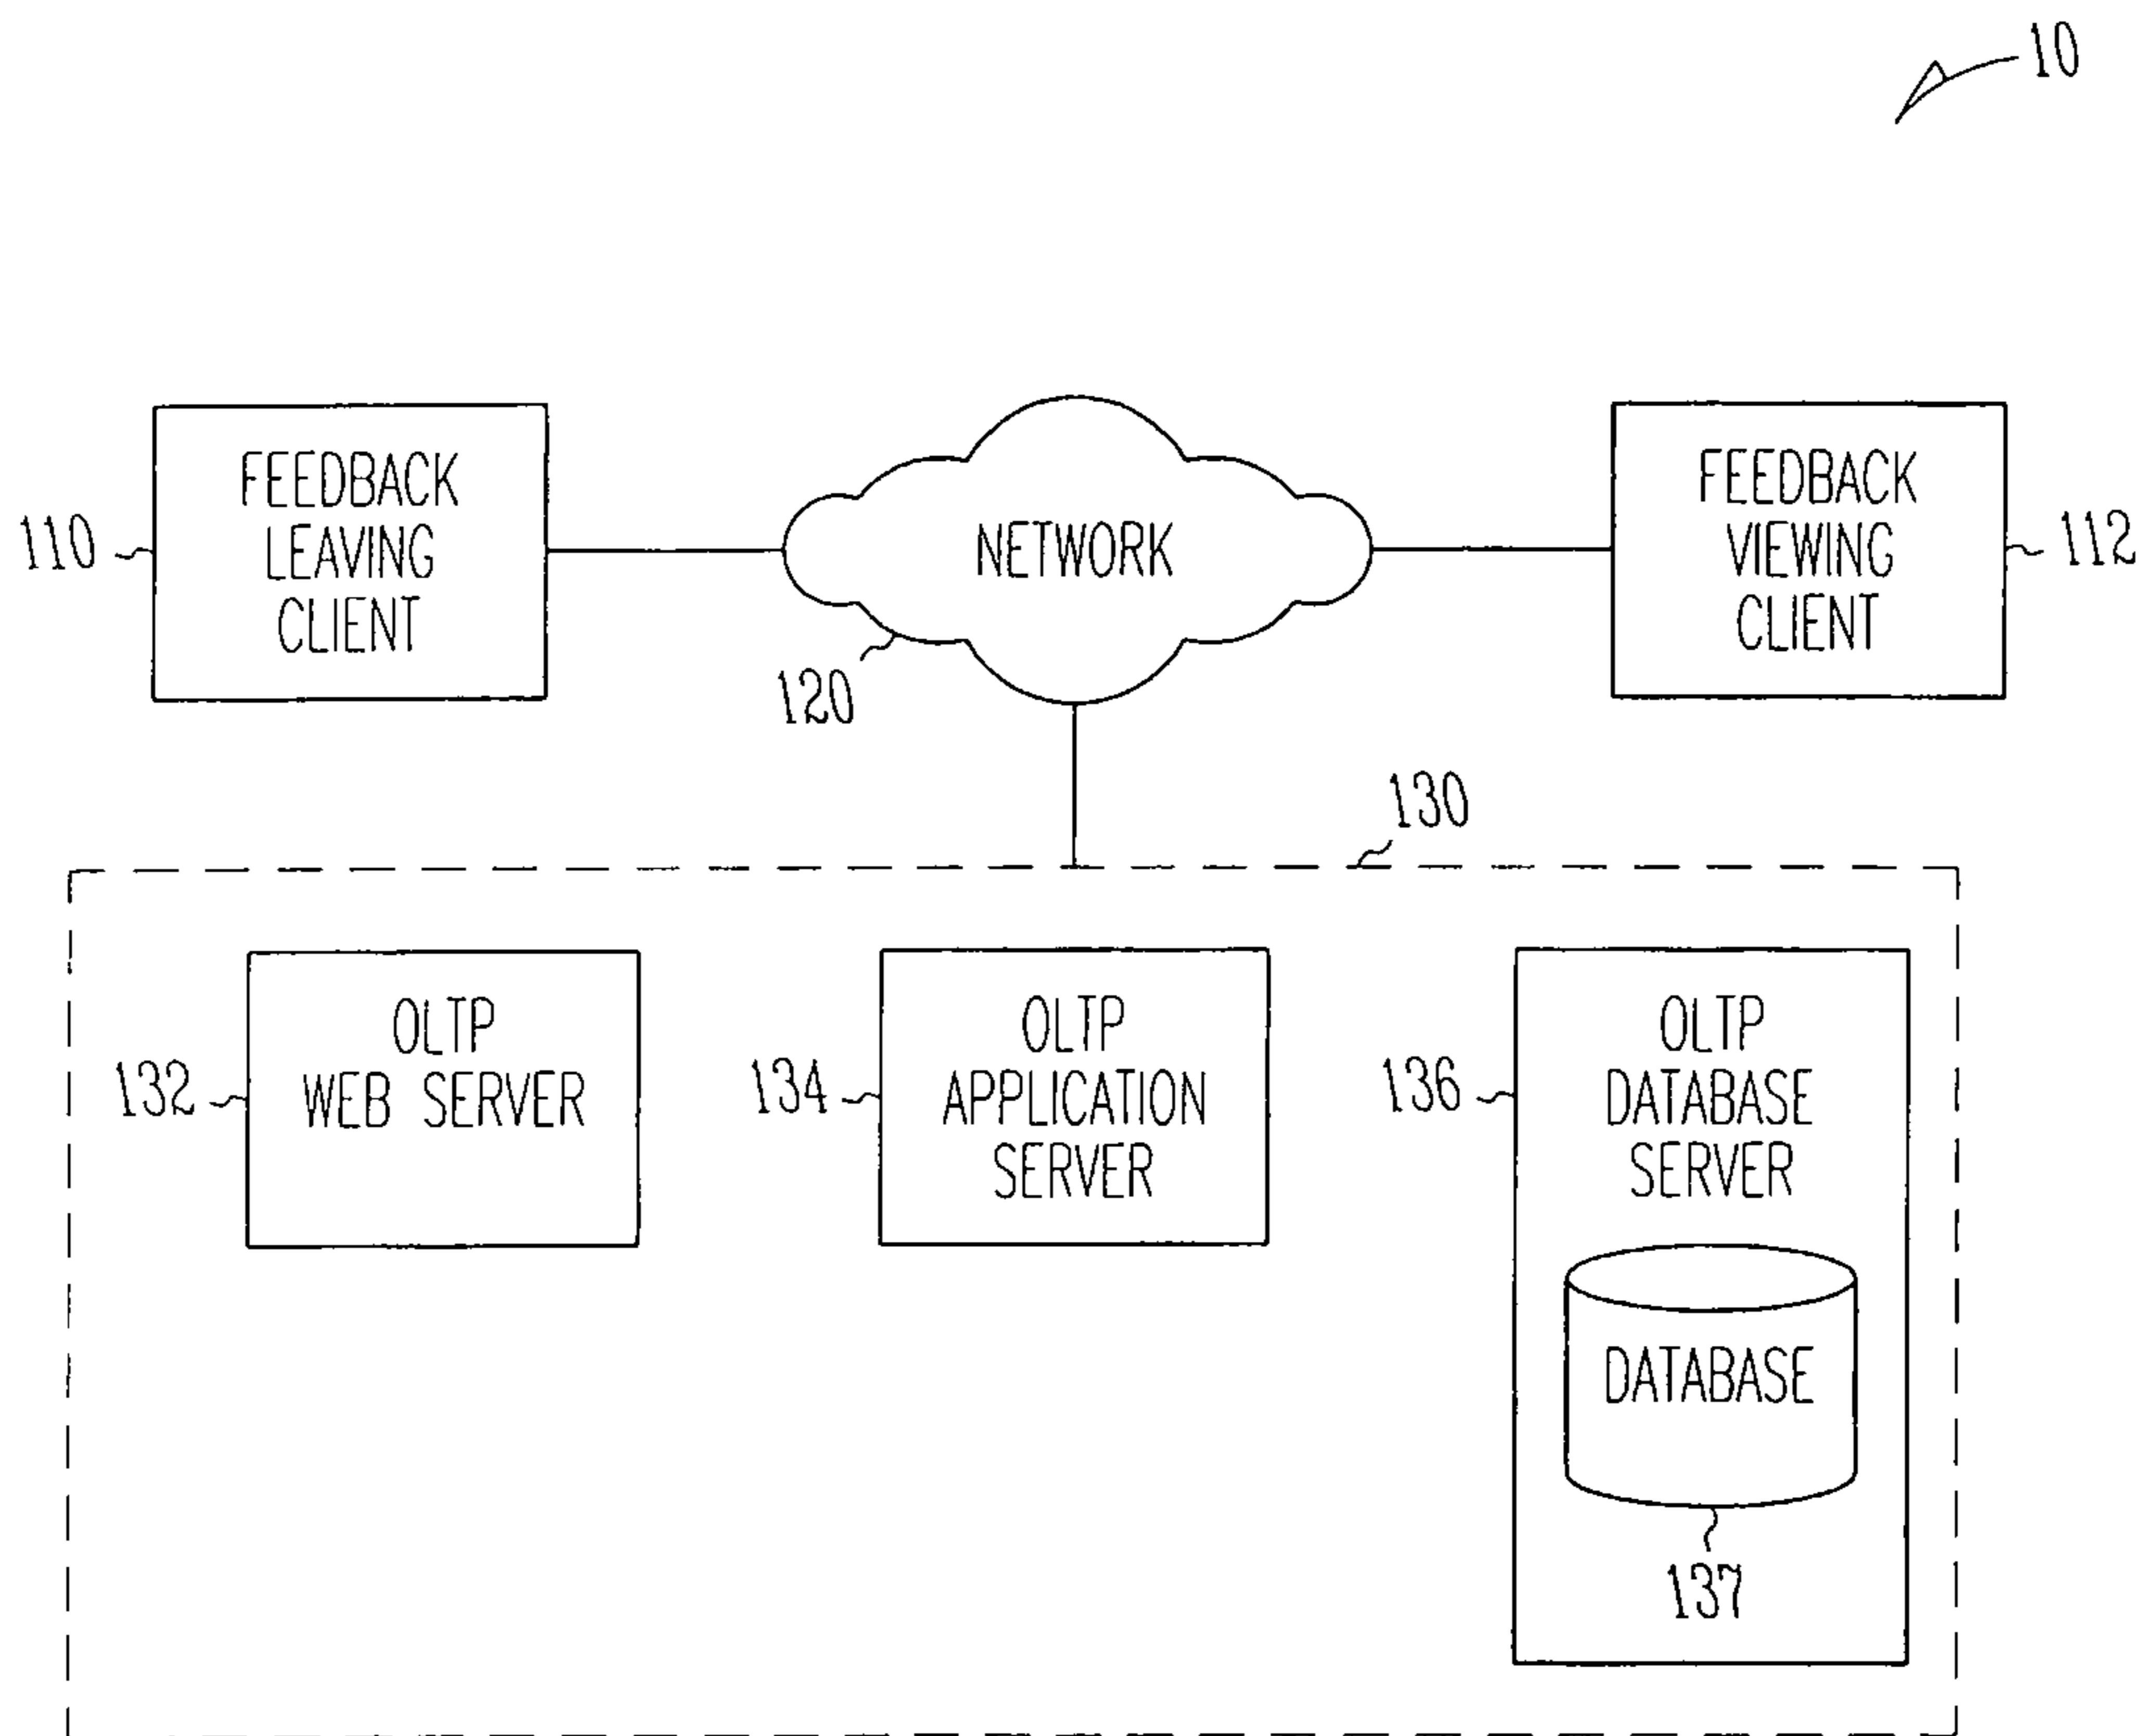 10
FEEDBACK
LEAVING
CLIENT
110
NETWORK
120
FEEDBACK
VIEWING
CLIENT
112
130
OLTP
WEB SERVER
132
OLTP
APPLICATION
SERVER
134
OLTP
DATABASE
SERVER
136
DATABASE
137